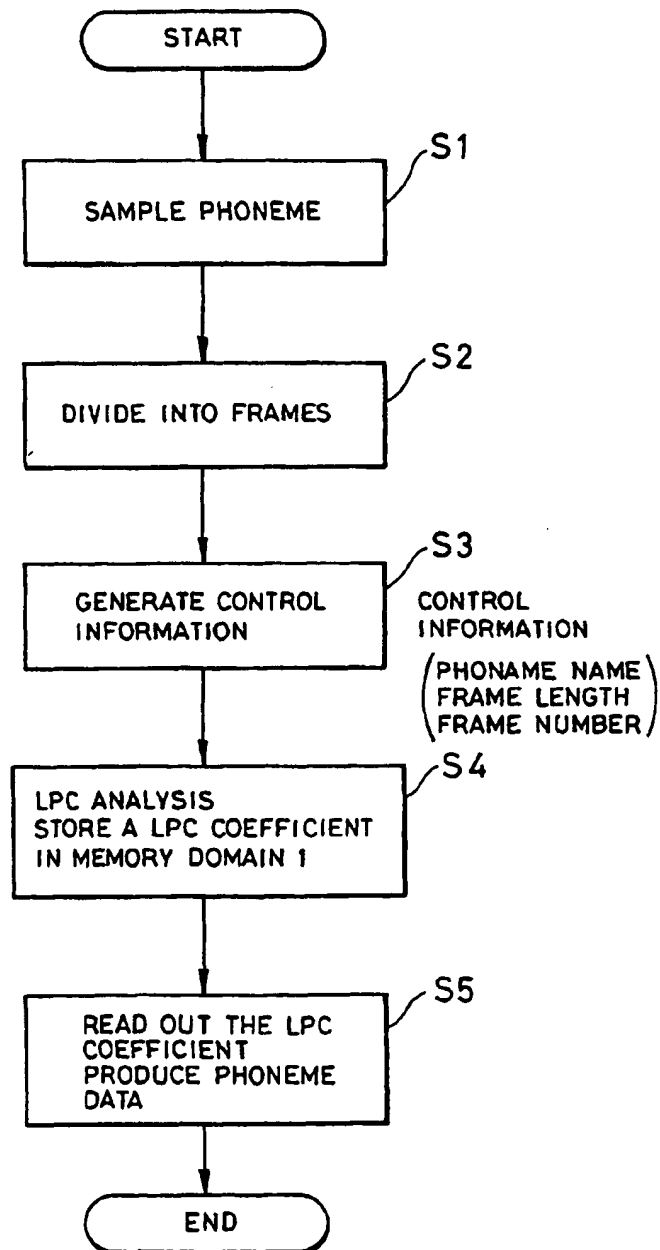 START
S1
SAMPLE PHONEME
S2
DIVIDE INTO FRAMES
S3
GENERATE CONTROL
INFORMATION
CONTROL
INFORMATION
(PHONAME NAME
FRAME LENGTH
FRAME NUMBER)
S4
LPC ANALYSIS
STORE A LPC COEFFICIENT
IN MEMORY DOMAIN 1
S5
READ OUT THE LPC
COEFFICIENT
PRODUCE PHONEME
DATA
END